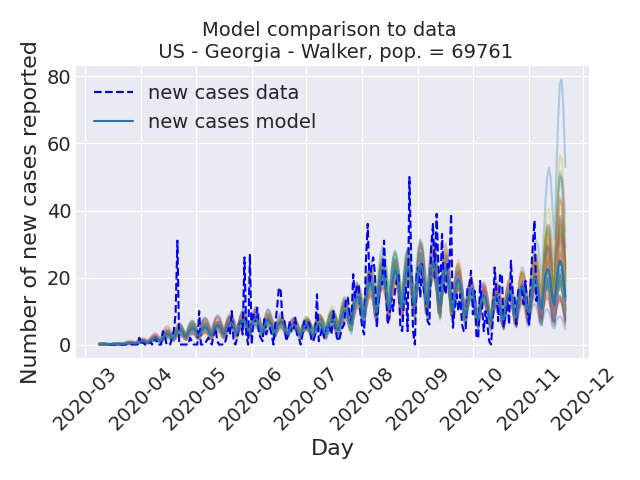 Model comparison to data
US - Georgia - Walker, pop. = 69761
Number of new cases reported
80
60
40
20
0
new cases data
new cases model
2020-03
2020-04
2020-05
2020-06
2020-07
2020-08
2020-09
2020-10
2020-11
2020-12
Day